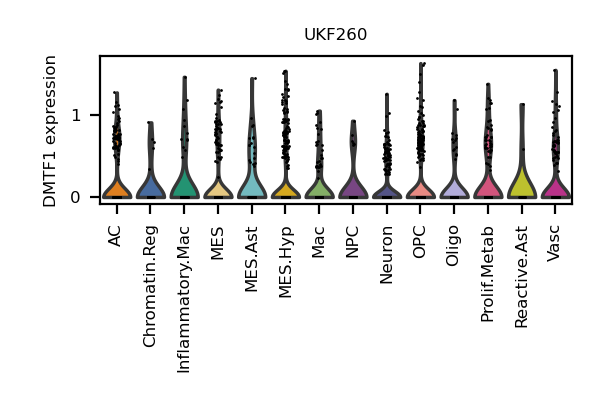 UKF260
DMTF1 expression
1
0
AC
Chromatin.Reg
Inflammatory.Mac
MES
MES.Ast
MES.Hyp
Mac
NPC
Neuron
OPC
Oligo
Prolif.Metab
Reactive.Ast
Vasc